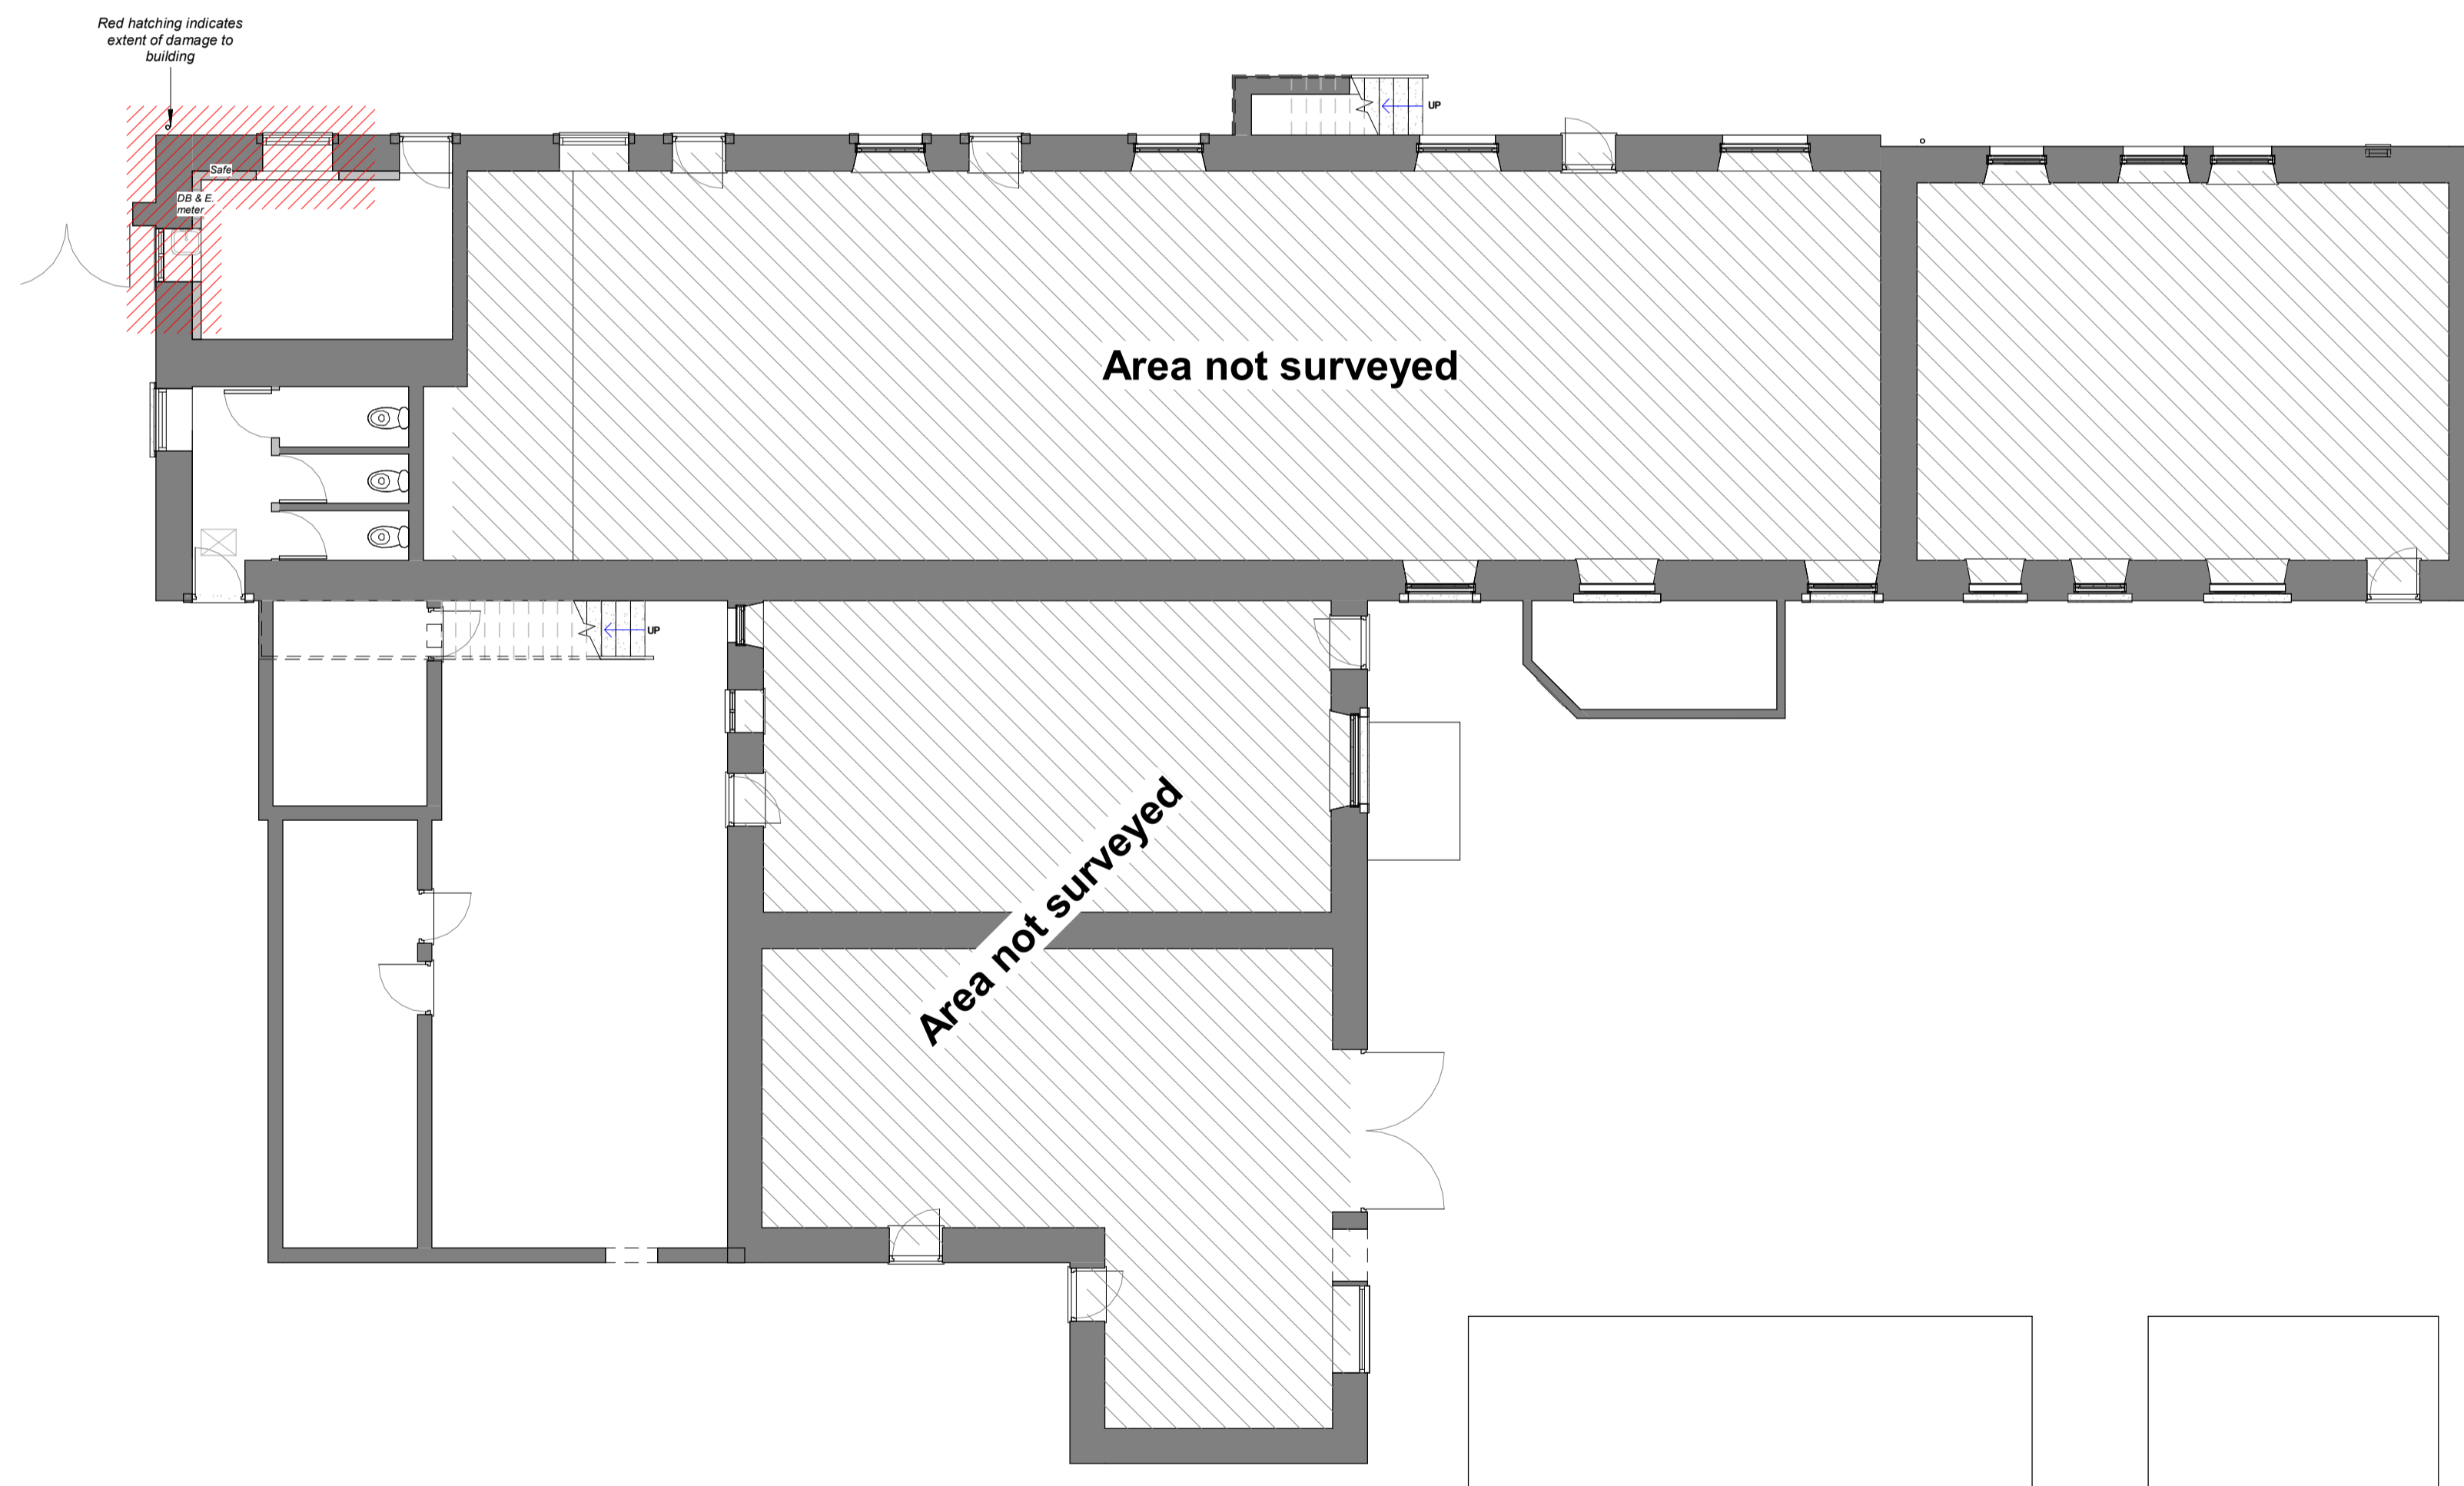 Red hatching indicates
extent of damage to
building
UP
Safe
DB & E.
meter
Area not surveyed
UP
Area not surveyed